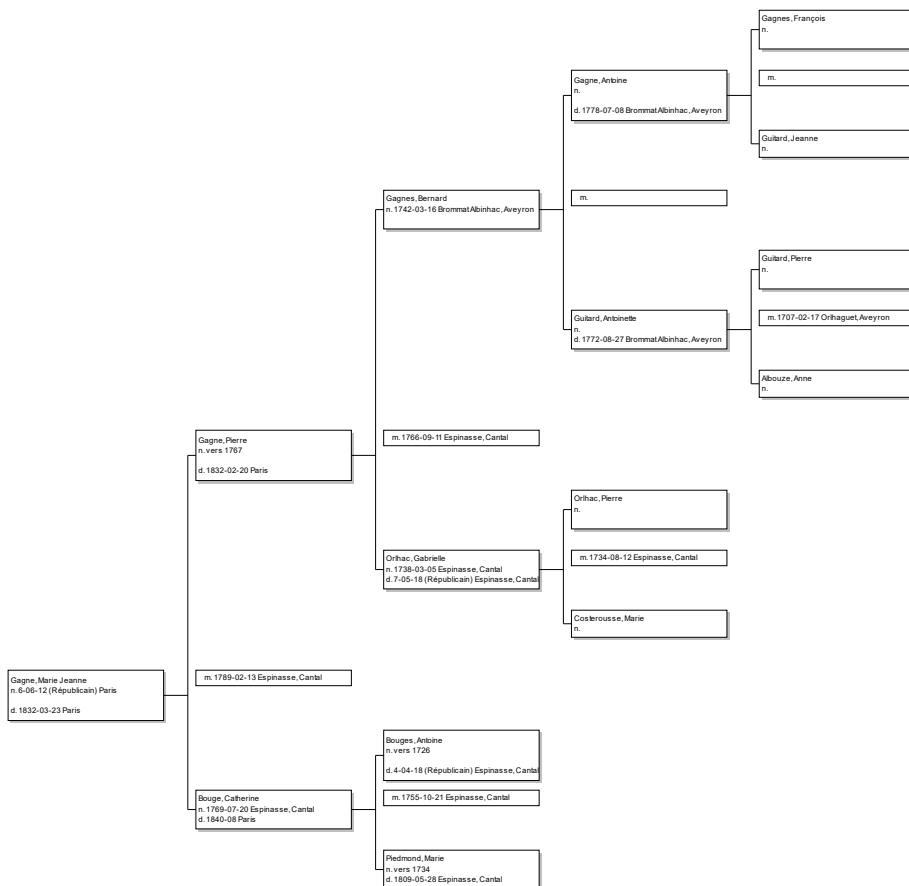 Gagnes, François
n.
Gagne, Antoine
n.
d. 1778-07-08 Brommat Albinhac, Aveyron
m.
Guitard, Jeanne
n.
Gagnes, Bernard
n. 1742-03-16 Brommat Albinhac, Aveyron
m.
Guitard, Pierre
n.
Guitard, Antoinette
n.
d. 1772-08-27 Brommat Albinhac, Aveyron
m. 1707-02-17 Orlhaguet, Aveyron
Albouze, Anne
n.
Gagne, Pierre
n. vers 1767
d. 1832-02-20 Paris
m. 1766-09-11 Espinasse, Cantal
Orlhac, Pierre
n.
Orlhac, Gabrielle
n. 1738-03-05 Espinasse, Cantal
d. 7-05-18 (Républicain) Espinasse, Cantal
m. 1734-08-12 Espinasse, Cantal
Costerousse, Marie
n.
Gagne, Marie Jeanne
n. 6-06-12 (Républicain) Paris
d. 1832-03-23 Paris
m. 1789-02-13 Espinasse, Cantal
Bouges, Antoine
n. vers 1726
d. 4-04-18 (Républicain) Espinasse, Cantal
Bouge, Catherine
n. 1769-07-20 Espinasse, Cantal
d. 1840-08 Paris
m. 1755-10-21 Espinasse, Cantal
Piedmond, Marie
n. vers 1734
d. 1809-05-28 Espinasse, Cantal